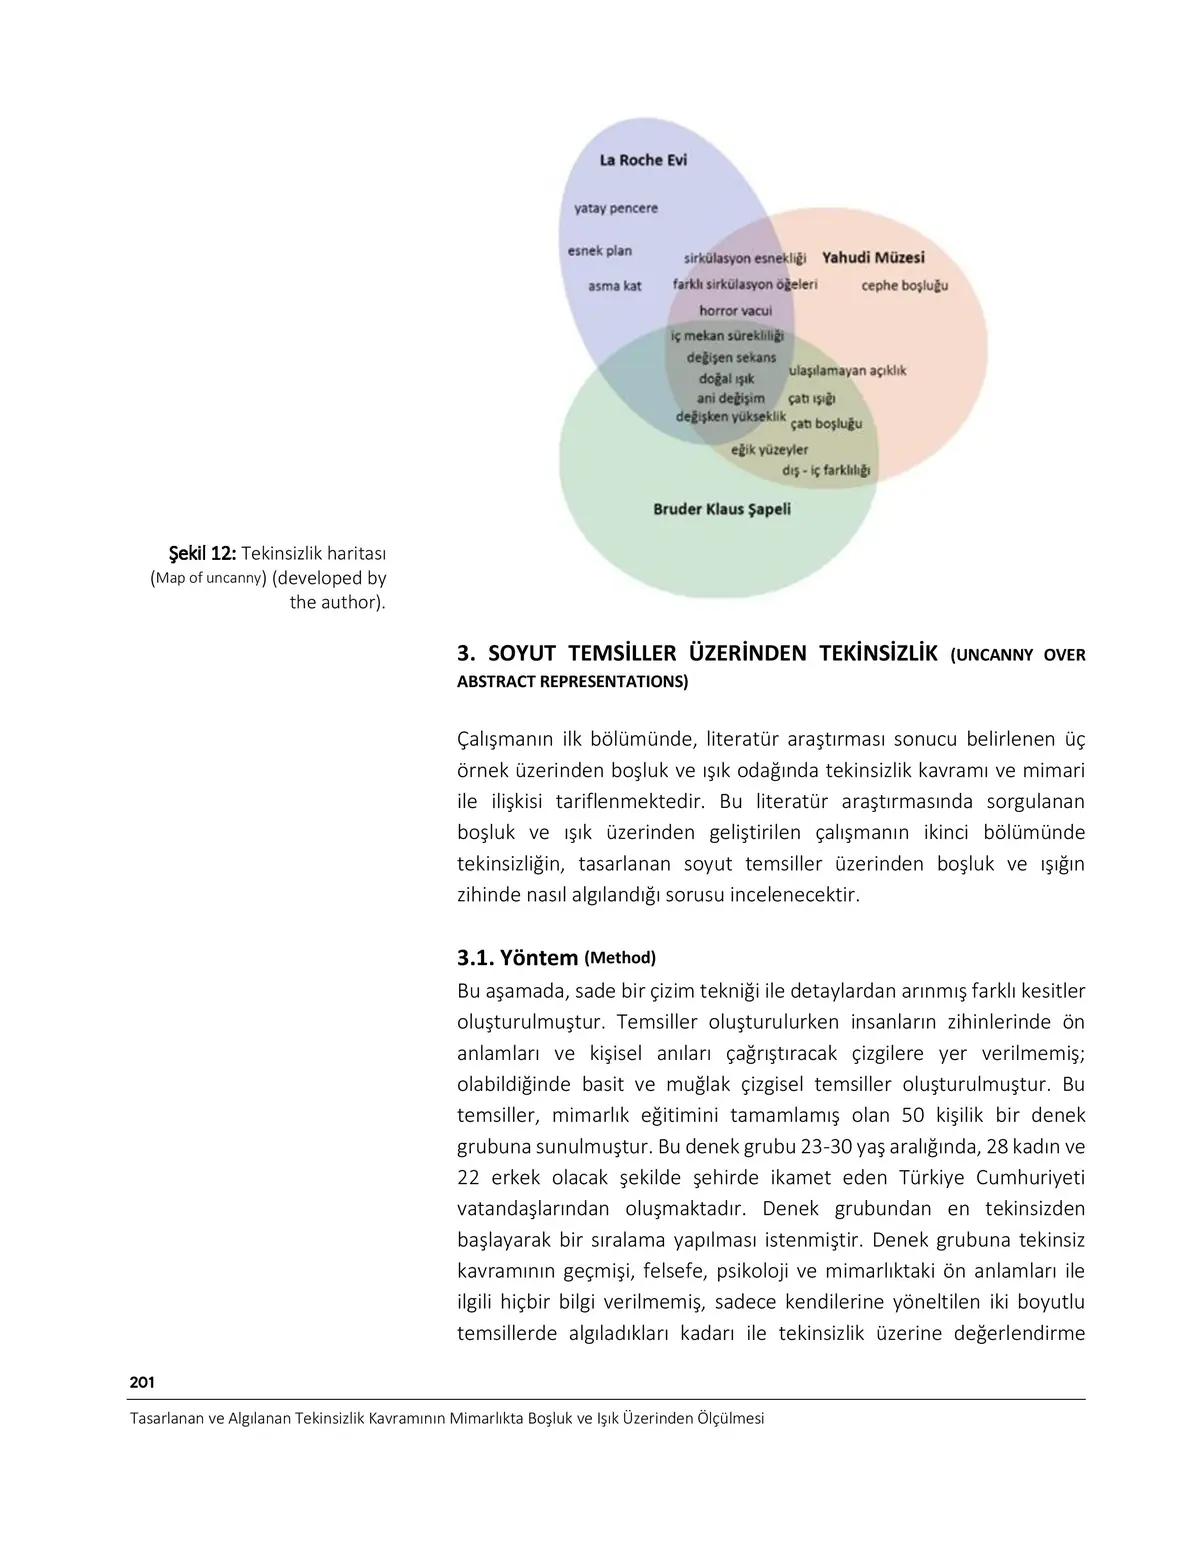 La Roche Evi
yatay pencere
esnek plan
sirkülasyon esnekliği Yahudi Müzesi
asma kat farklı sirkülasyon öğeleri cephe boşluğu
horror vacui
iç mekan sürekliliği
değişen sekans
ulaşılamayan açıklık
doğal ışık
ani değişim çatı ışığı
değişken yükseklik
çatı boşluğu
eğik yüzeyler
dış - iç farklılığı
Bruder Klaus Şapeli
Şekil 12: Tekinsizlik haritası
(Map of uncanny) (developed by
the author).
3. SOYUT TEMSİLLER ÜZERİNDEN TEKİNSİZLİK (UNCANNY OVER
ABSTRACT REPRESENTATIONS)
Çalışmanın ilk bölümünde, literatür araştırması sonucu belirlenen üç
örnek üzerinden boşluk ve ışık odağında tekinsizlik kavramı ve mimari
ile ilişkisi tariflenmektedir. Bu literatür araştırmasında sorgulanan
boşluk ve ışık üzerinden geliştirilen çalışmanın ikinci bölümünde
tekinsizliğin, tasarlanan soyut temsiller üzerinden boşluk ve ışığın
zihinde nasıl algılandığı sorusu incelenecektir.
3.1. Yöntem (Method)
Bu aşamada, sade bir çizim tekniği ile detaylardan arınmış farklı kesitler
oluşturulmuştur. Temsiller oluşturulurken insanların zihinlerinde ön
anlamları ve kişisel anıları çağrıştıracak çizgilere yer verilmemiş;
olabildiğinde basit ve muğlak çizgisel temsiller oluşturulmuştur. Bu
temsiller, mimarlık eğitimini tamamlamış olan 50 kişilik bir denek
grubuna sunulmuştur. Bu denek grubu 23-30 yaş aralığında, 28 kadın ve
22 erkek olacak şekilde şehirde ikamet eden Türkiye Cumhuriyeti
vatandaşlarından oluşmaktadır. Denek grubundan en tekinsizden
başlayarak bir sıralama yapılması istenmiştir. Denek grubuna tekinsiz
kavramının geçmişi, felsefe, psikoloji ve mimarlıktaki ön anlamları ile
ilgili hiçbir bilgi verilmemiş, sadece kendilerine yöneltilen iki boyutlu
temsillerde algıladıkları kadarı ile tekinsizlik üzerine değerlendirme
201
Tasarlanan ve Algılanan Tekinsizlik Kavramının Mimarlıkta Boşluk ve Işık Üzerinden Ölçülmesi